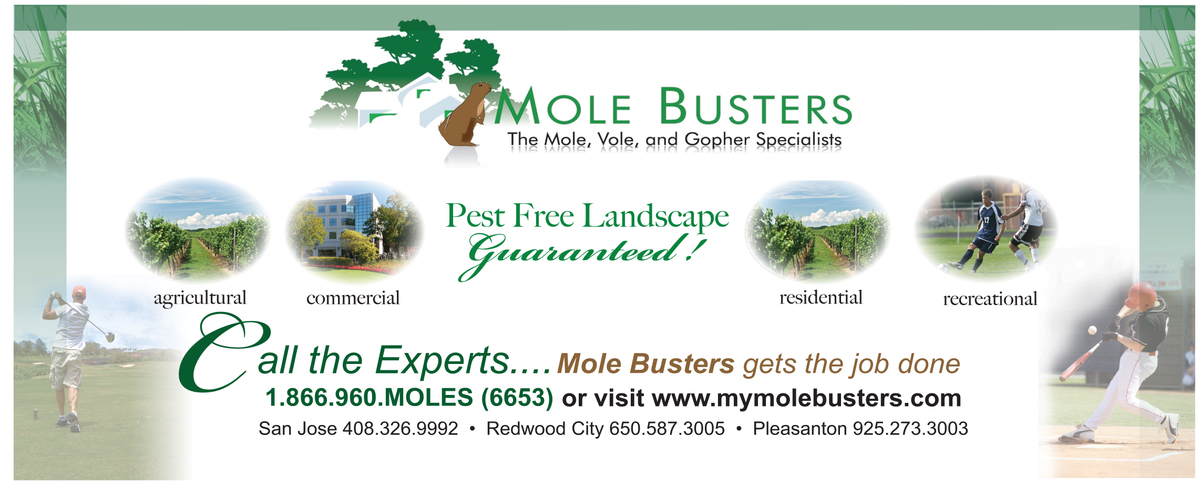 Mole Busters
The Mole, Vole, and Gopher Specialists
Pest Free Landscape
Guaranteed!
agricultural
commercial
residential
recreational
Call the Experts.... Mole Busters gets the job done
1.866.960.MOLES (6653) or visit www.mymolebusters.com
San Jose 408.326.9992 • Redwood City 650.587.3005 • Pleasanton 925.273.3003